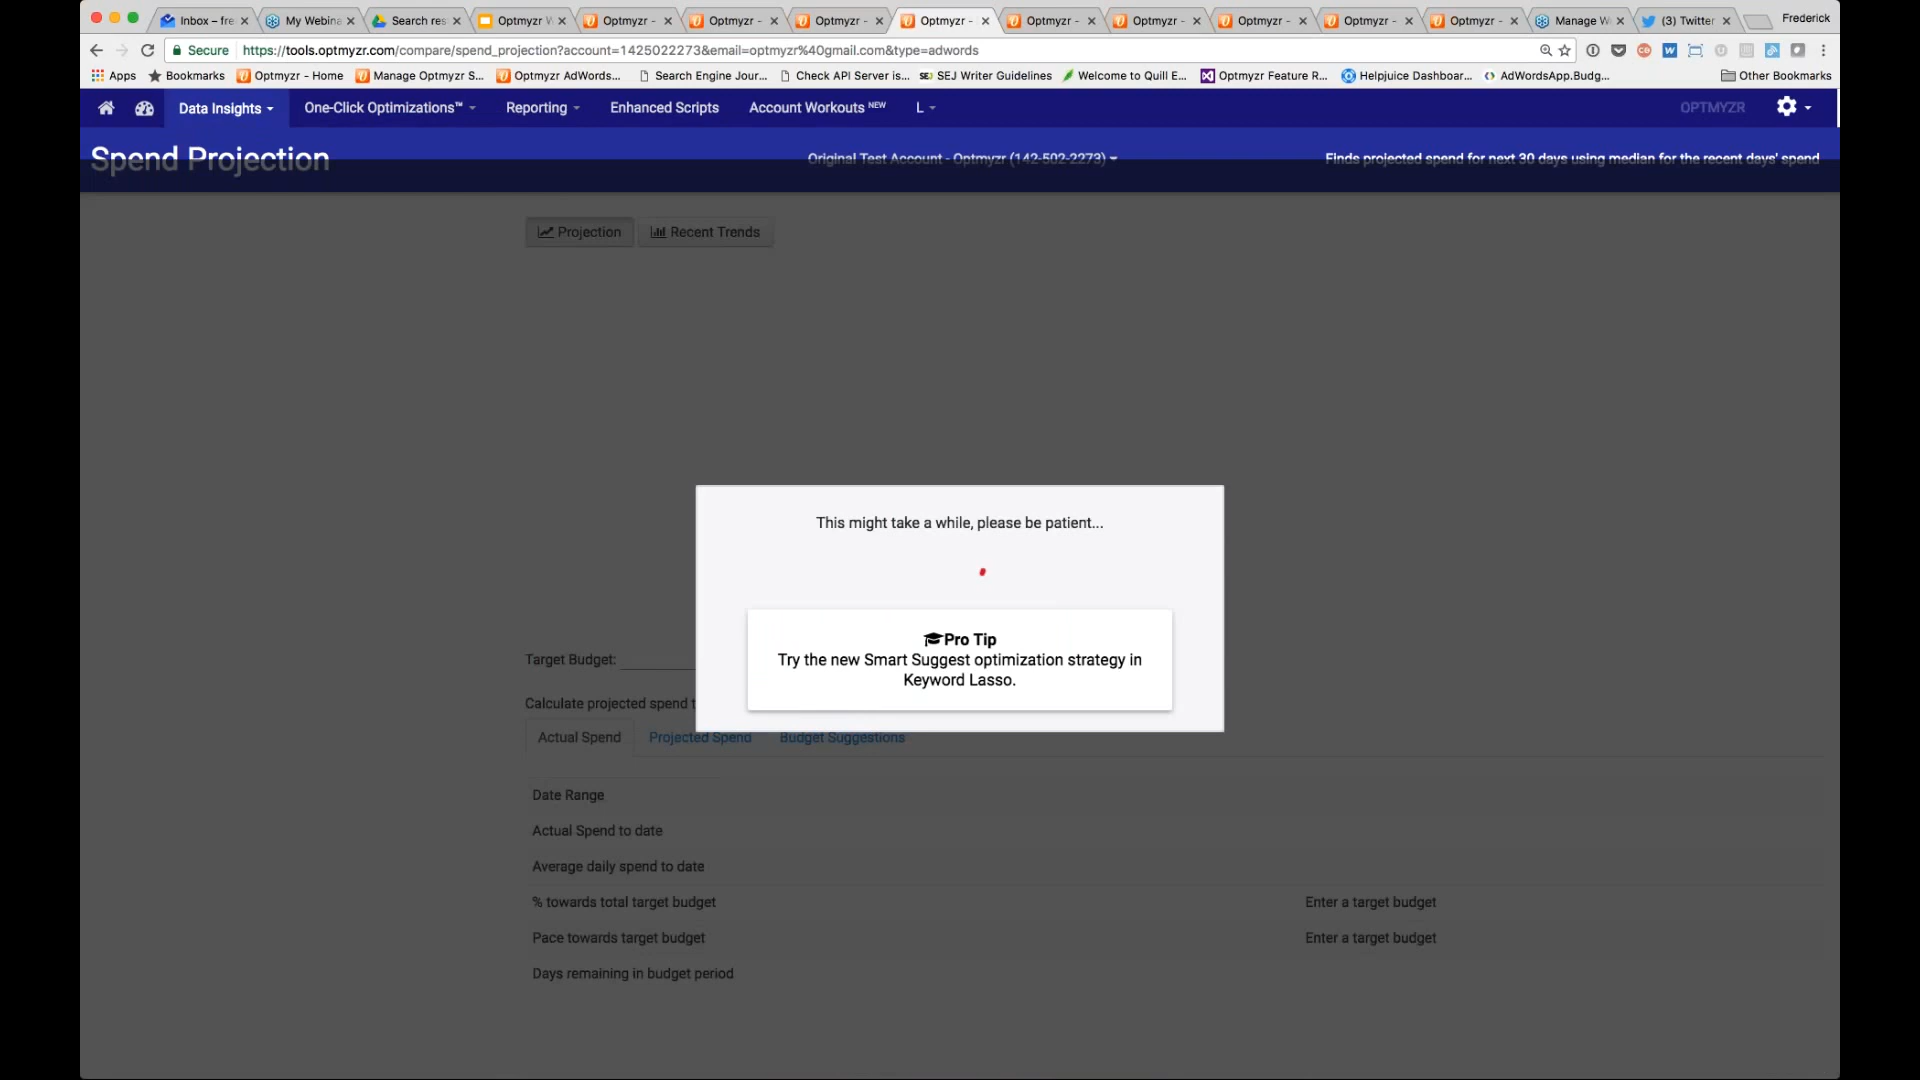 Inbox – fre
My Webina
Search res
Optmyzr W
Optmyzr -
Optmyzr -
Optmyzr -
Optmyzr -
Optmyzr -
Optmyzr -
Optmyzr -
Optmyzr -
Optmyzr -
Manage W
(3) Twitter
Frederick
Secure
https://tools.optmyzr.com/compare/spend_projection?account=1425022273&email=optmyzr%40gmail.com&type=adwords
Apps
Bookmarks
Optmyzr - Home
Manage Optmyzr S...
Optmyzr AdWords...
Search Engine Jour...
Check API Server is...
SEJ Writer Guidelines
Welcome to Quill E...
Optmyzr Feature R...
Helpjuice Dashboar...
AdWordsApp.Budg...
Other Bookmarks
Data Insights
One-Click Optimizations™
Reporting
Enhanced Scripts
Account Workouts NEW
L
OPTMYZR
Spend Projection
Original Test Account - Optmyzr (142-502-2273)
Finds projected spend for next 30 days using median for the recent days' spend
Projection
Recent Trends
This might take a while, please be patient...
Pro Tip
Try the new Smart Suggest optimization strategy in
Keyword Lasso.
Target Budget:
Calculate projected spend t
Actual Spend
Projected Spend
Budget Suggestions
Date Range
Actual Spend to date
Average daily spend to date
% towards total target budget
Enter a target budget
Pace towards target budget
Enter a target budget
Days remaining in budget period